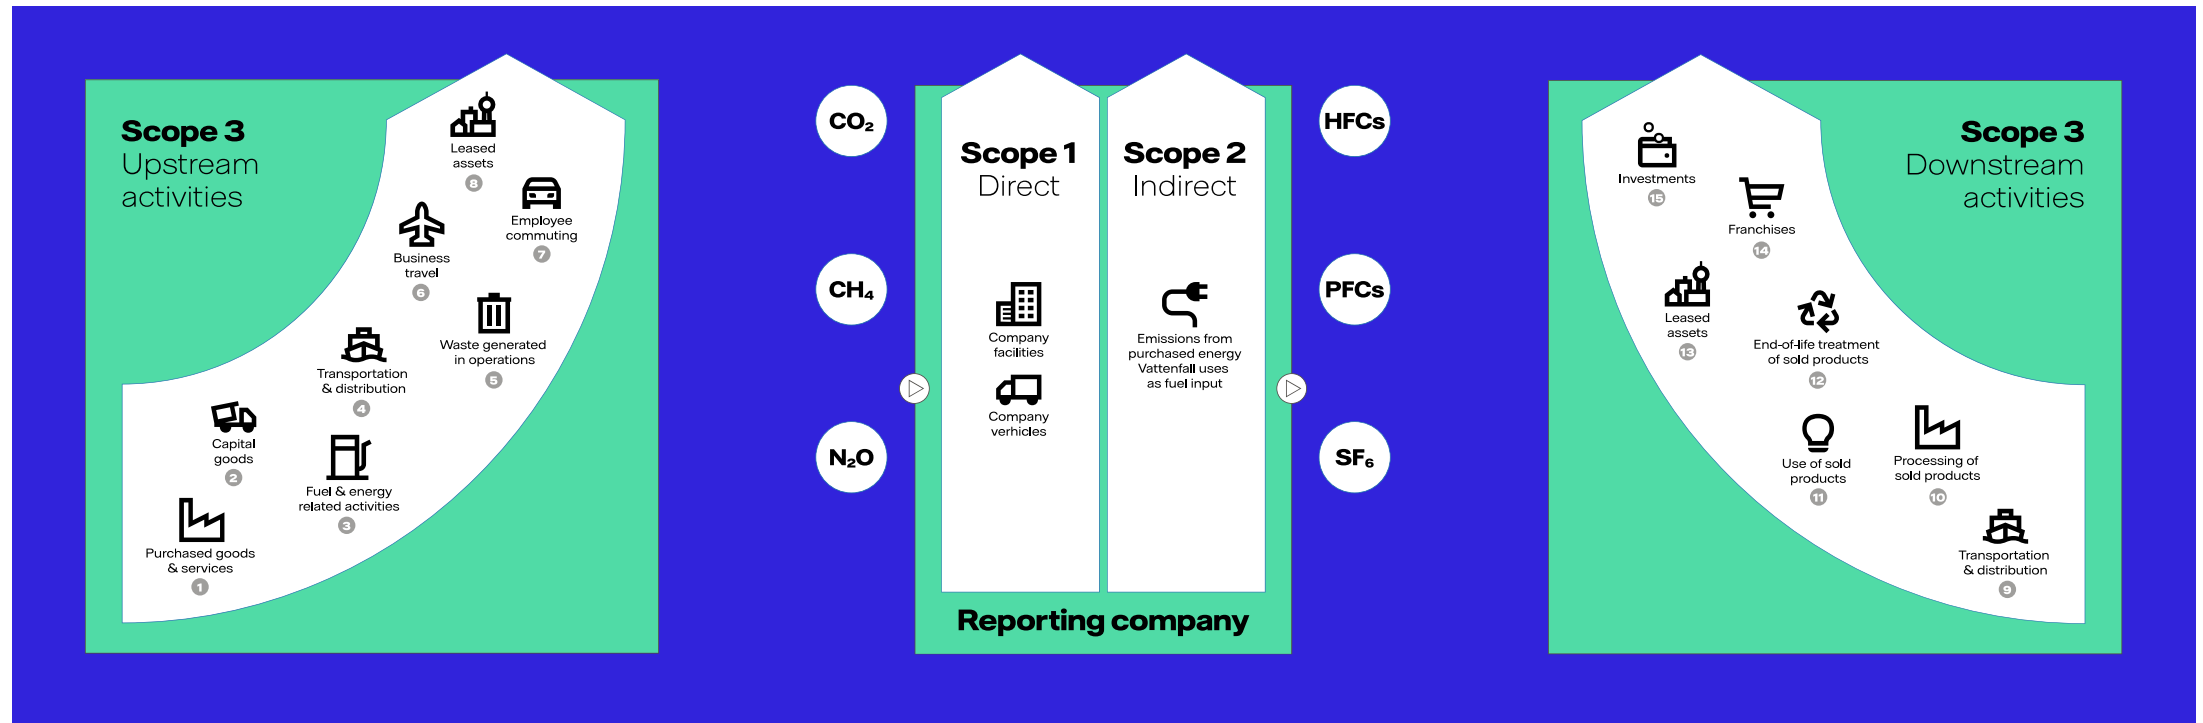 Scope 3
Upstream
activities
Leased
assets
8
Employee
commuting
7
Business
travel
6
Waste generated
in operations
5
Transportation
& distribution
4
Capital
goods
2
Fuel & energy
related activities
3
Purchased goods
& services
1
CO₂
CH₄
N₂O
Scope 1
Direct
Company
facilities
Company
verhicles
Scope 2
Indirect
Emissions from
purchased energy
Vattenfall uses
as fuel input
Reporting company
HFCs
PFCs
SF₆
Scope 3
Downstream
activities
Investments
15
Franchises
14
Leased
assets
13
End-of-life treatment
of sold products
12
Use of sold
products
11
Processing of
sold products
10
Transportation
& distribution
9